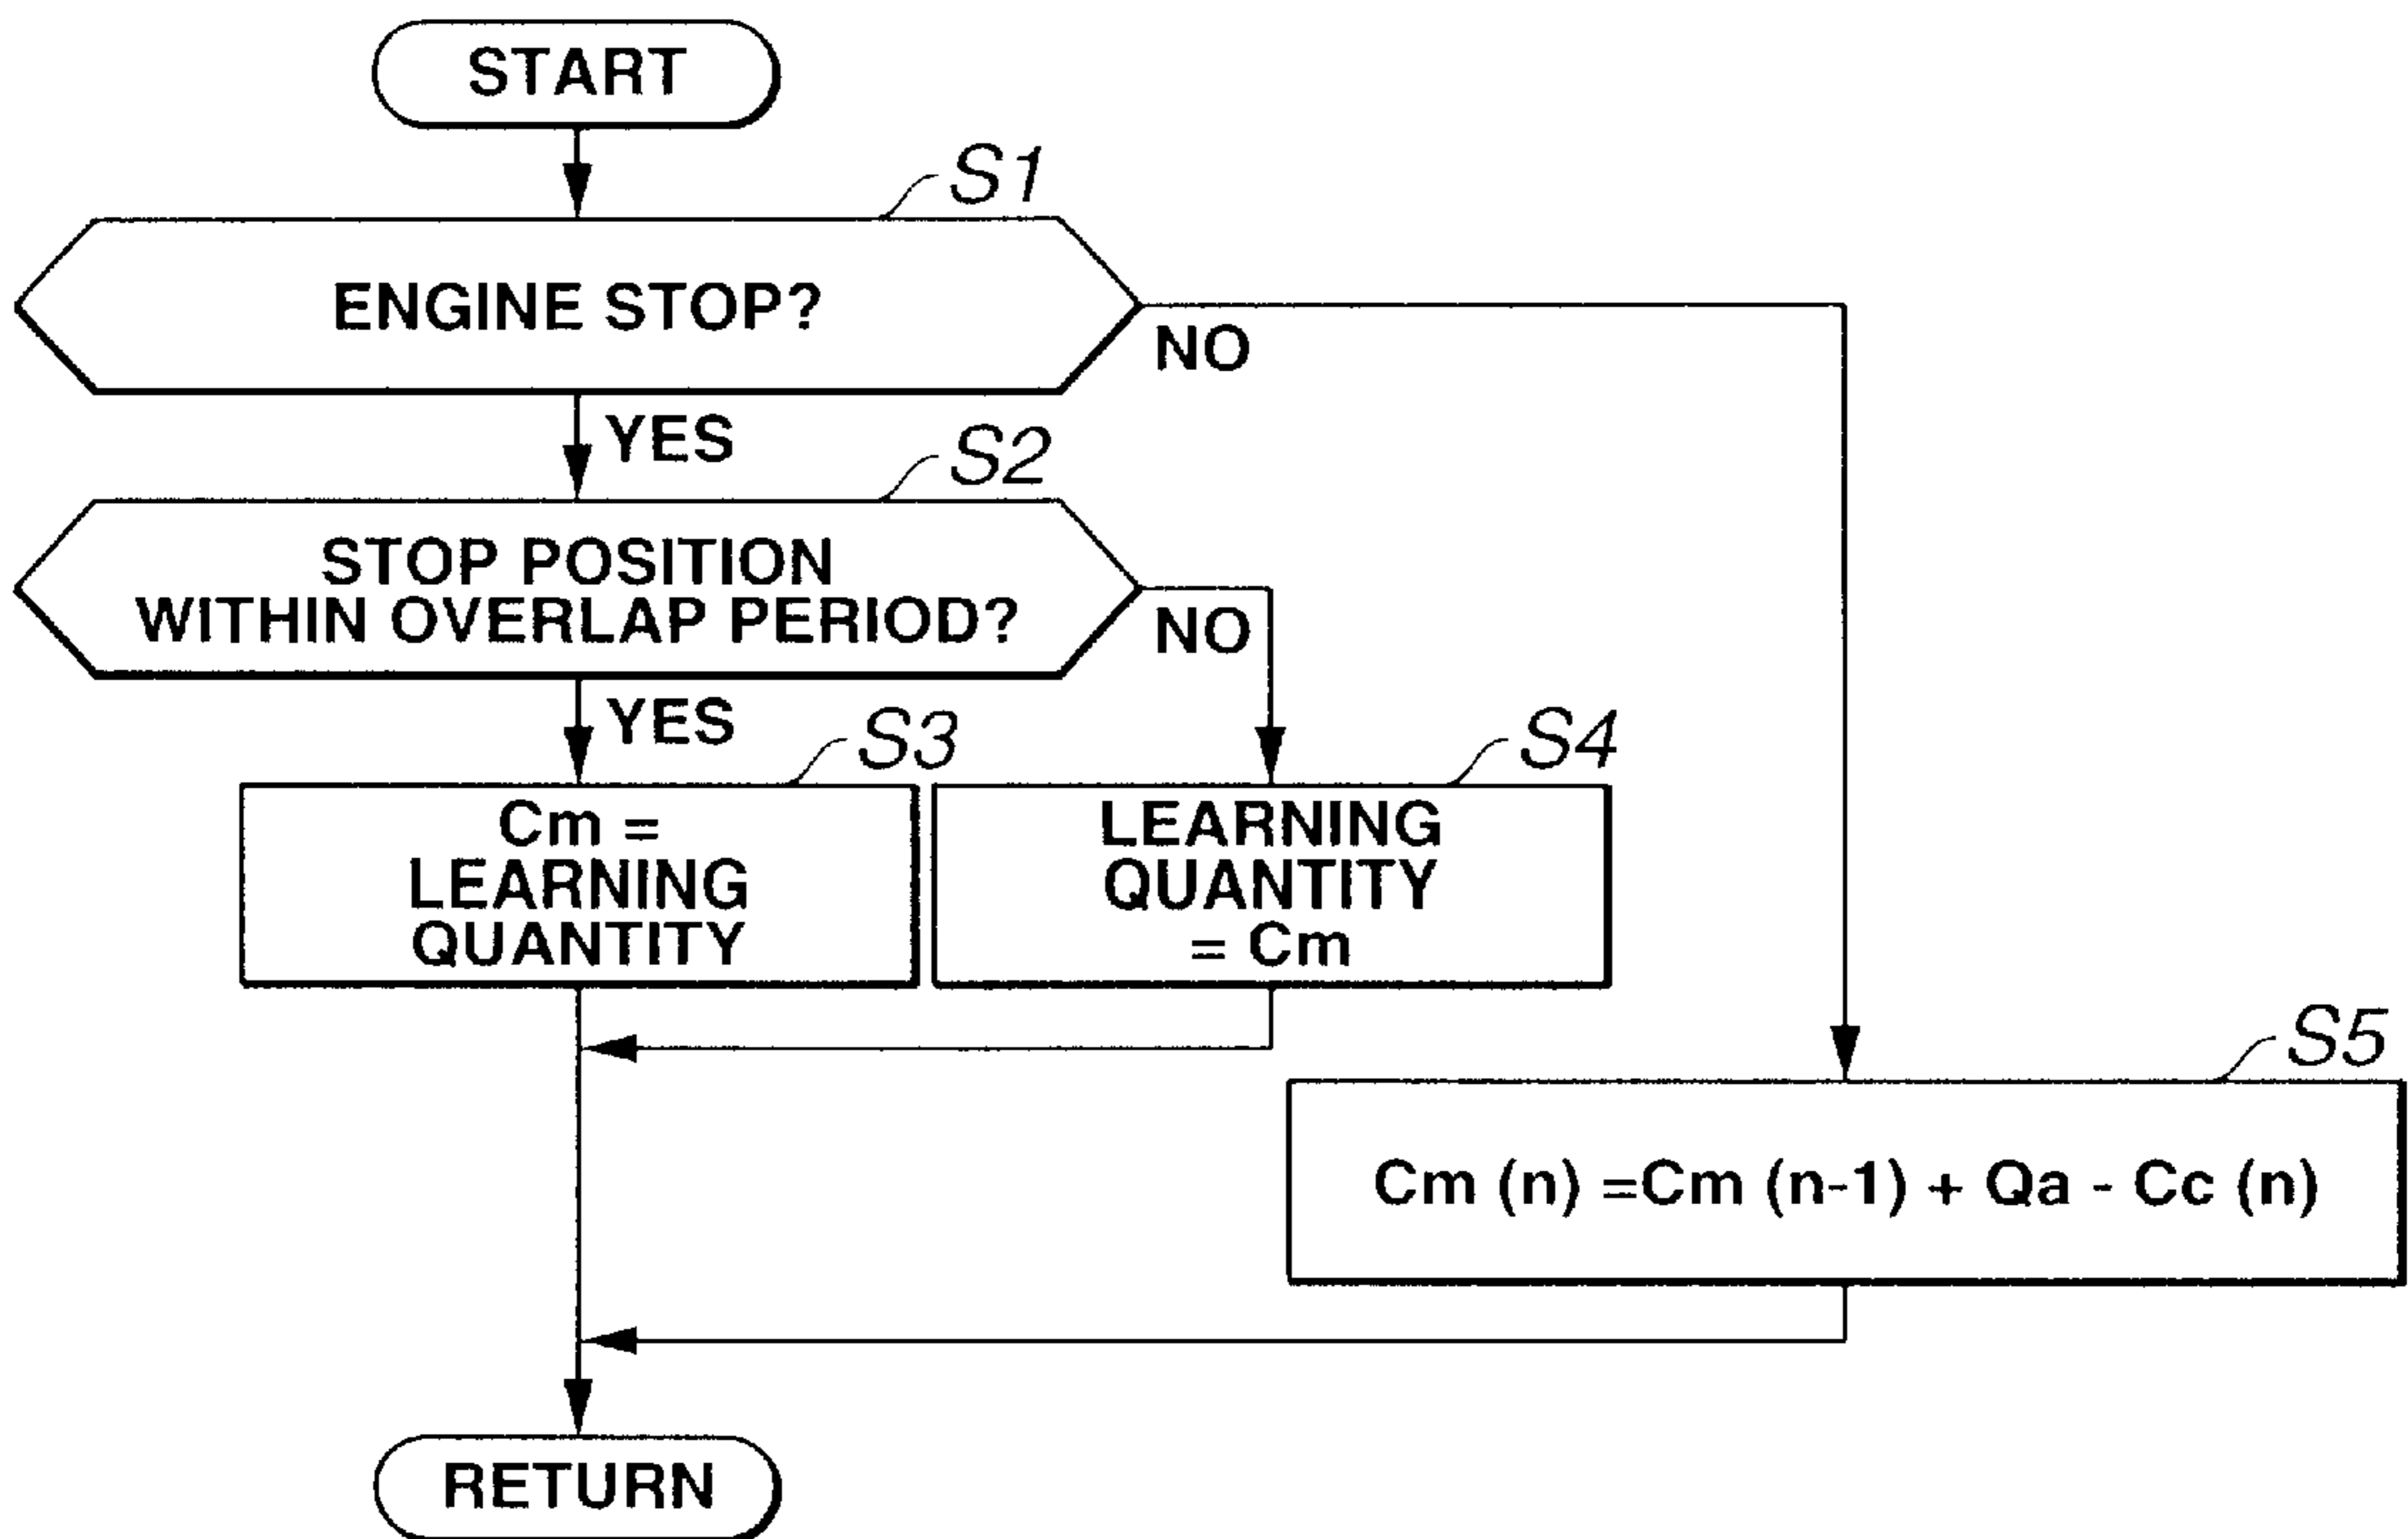 START
S1
ENGINE STOP?
NO
YES
S2
STOP POSITION
WITHIN OVERLAP PERIOD?
NO
YES
S3
S4
Cm =
LEARNING
QUANTITY
LEARNING
QUANTITY
= Cm
S5
Cm (n) =Cm (n-1) + Qa - Cc (n)
RETURN